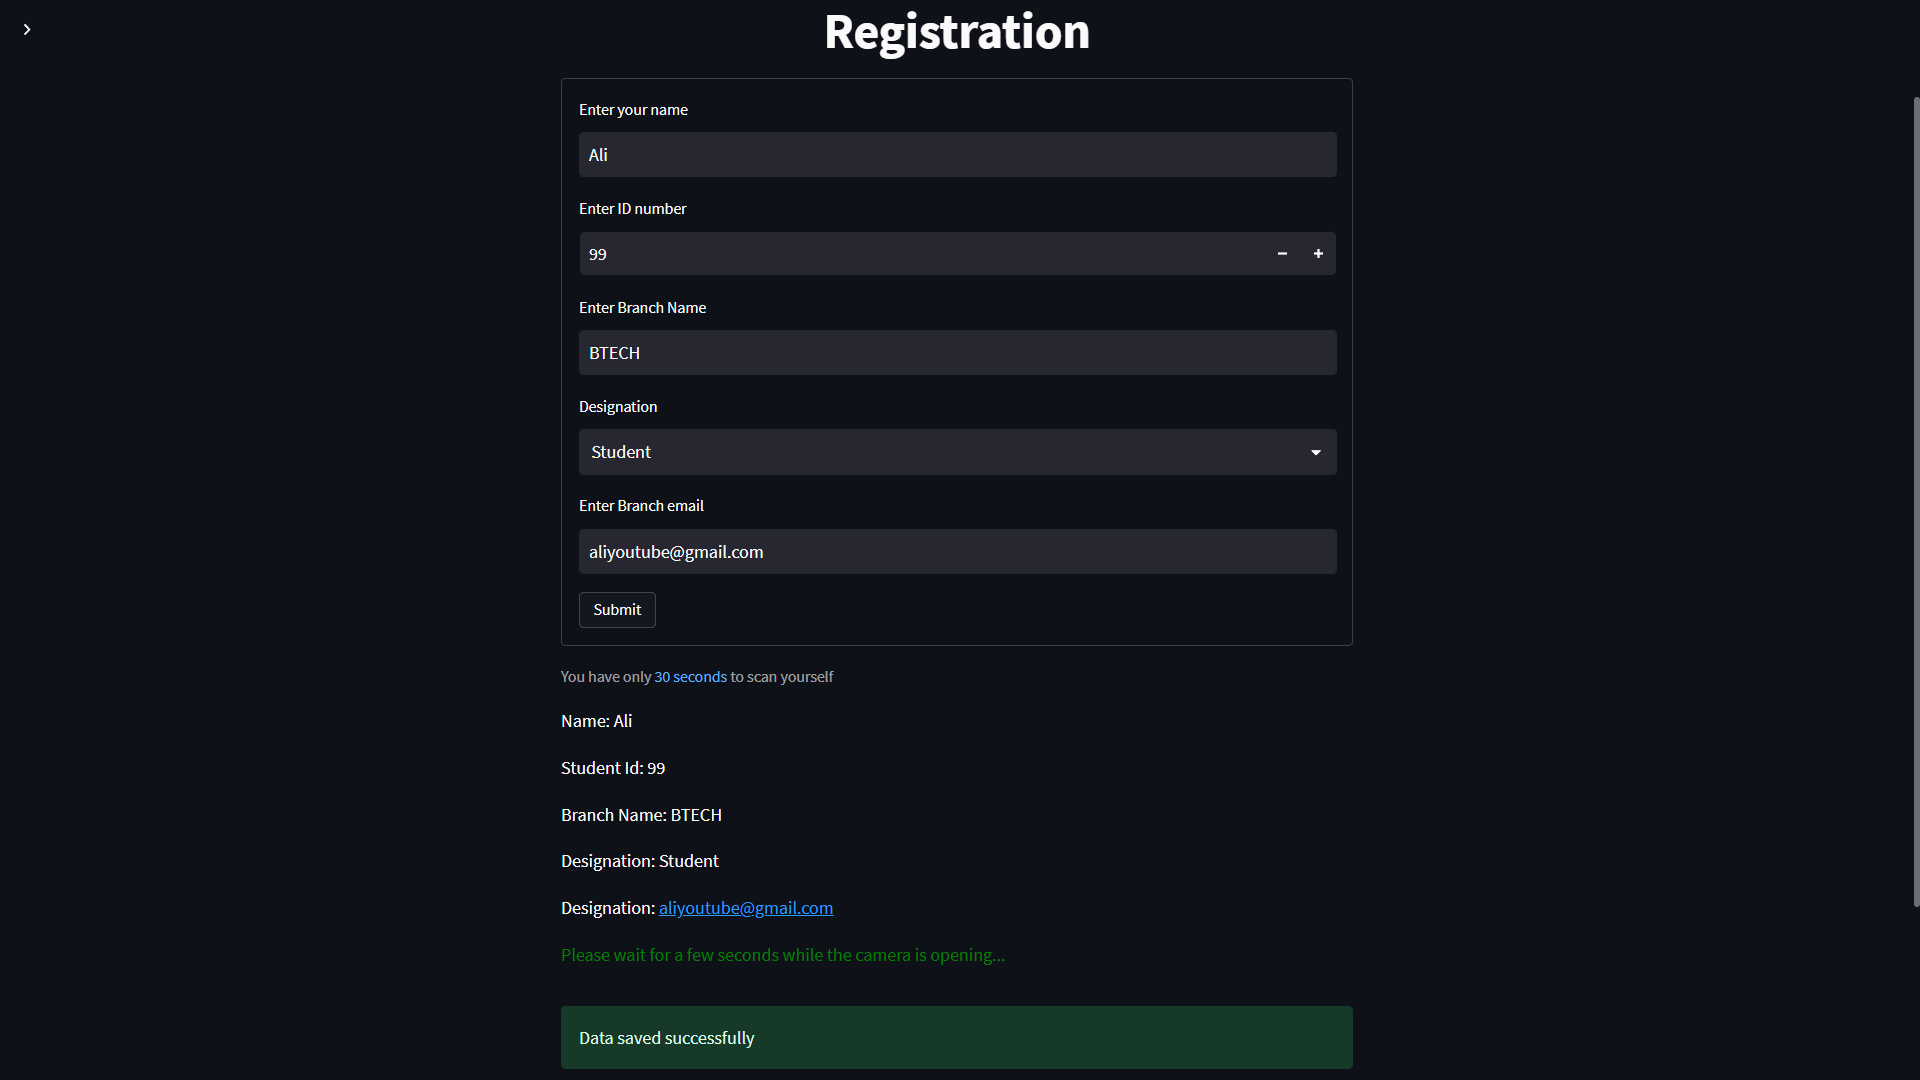 Registration
Enter your name
Ali
Enter ID number
99
Enter Branch Name
BTECH
Designation
Student
Enter Branch email
aliyoutube@gmail.com
Submit
You have only 30 seconds to scan yourself
Name: Ali
Student Id: 99
Branch Name: BTECH
Designation: Student
Designation: aliyoutube@gmail.com
Please wait for a few seconds while the camera is opening...
Data saved successfully